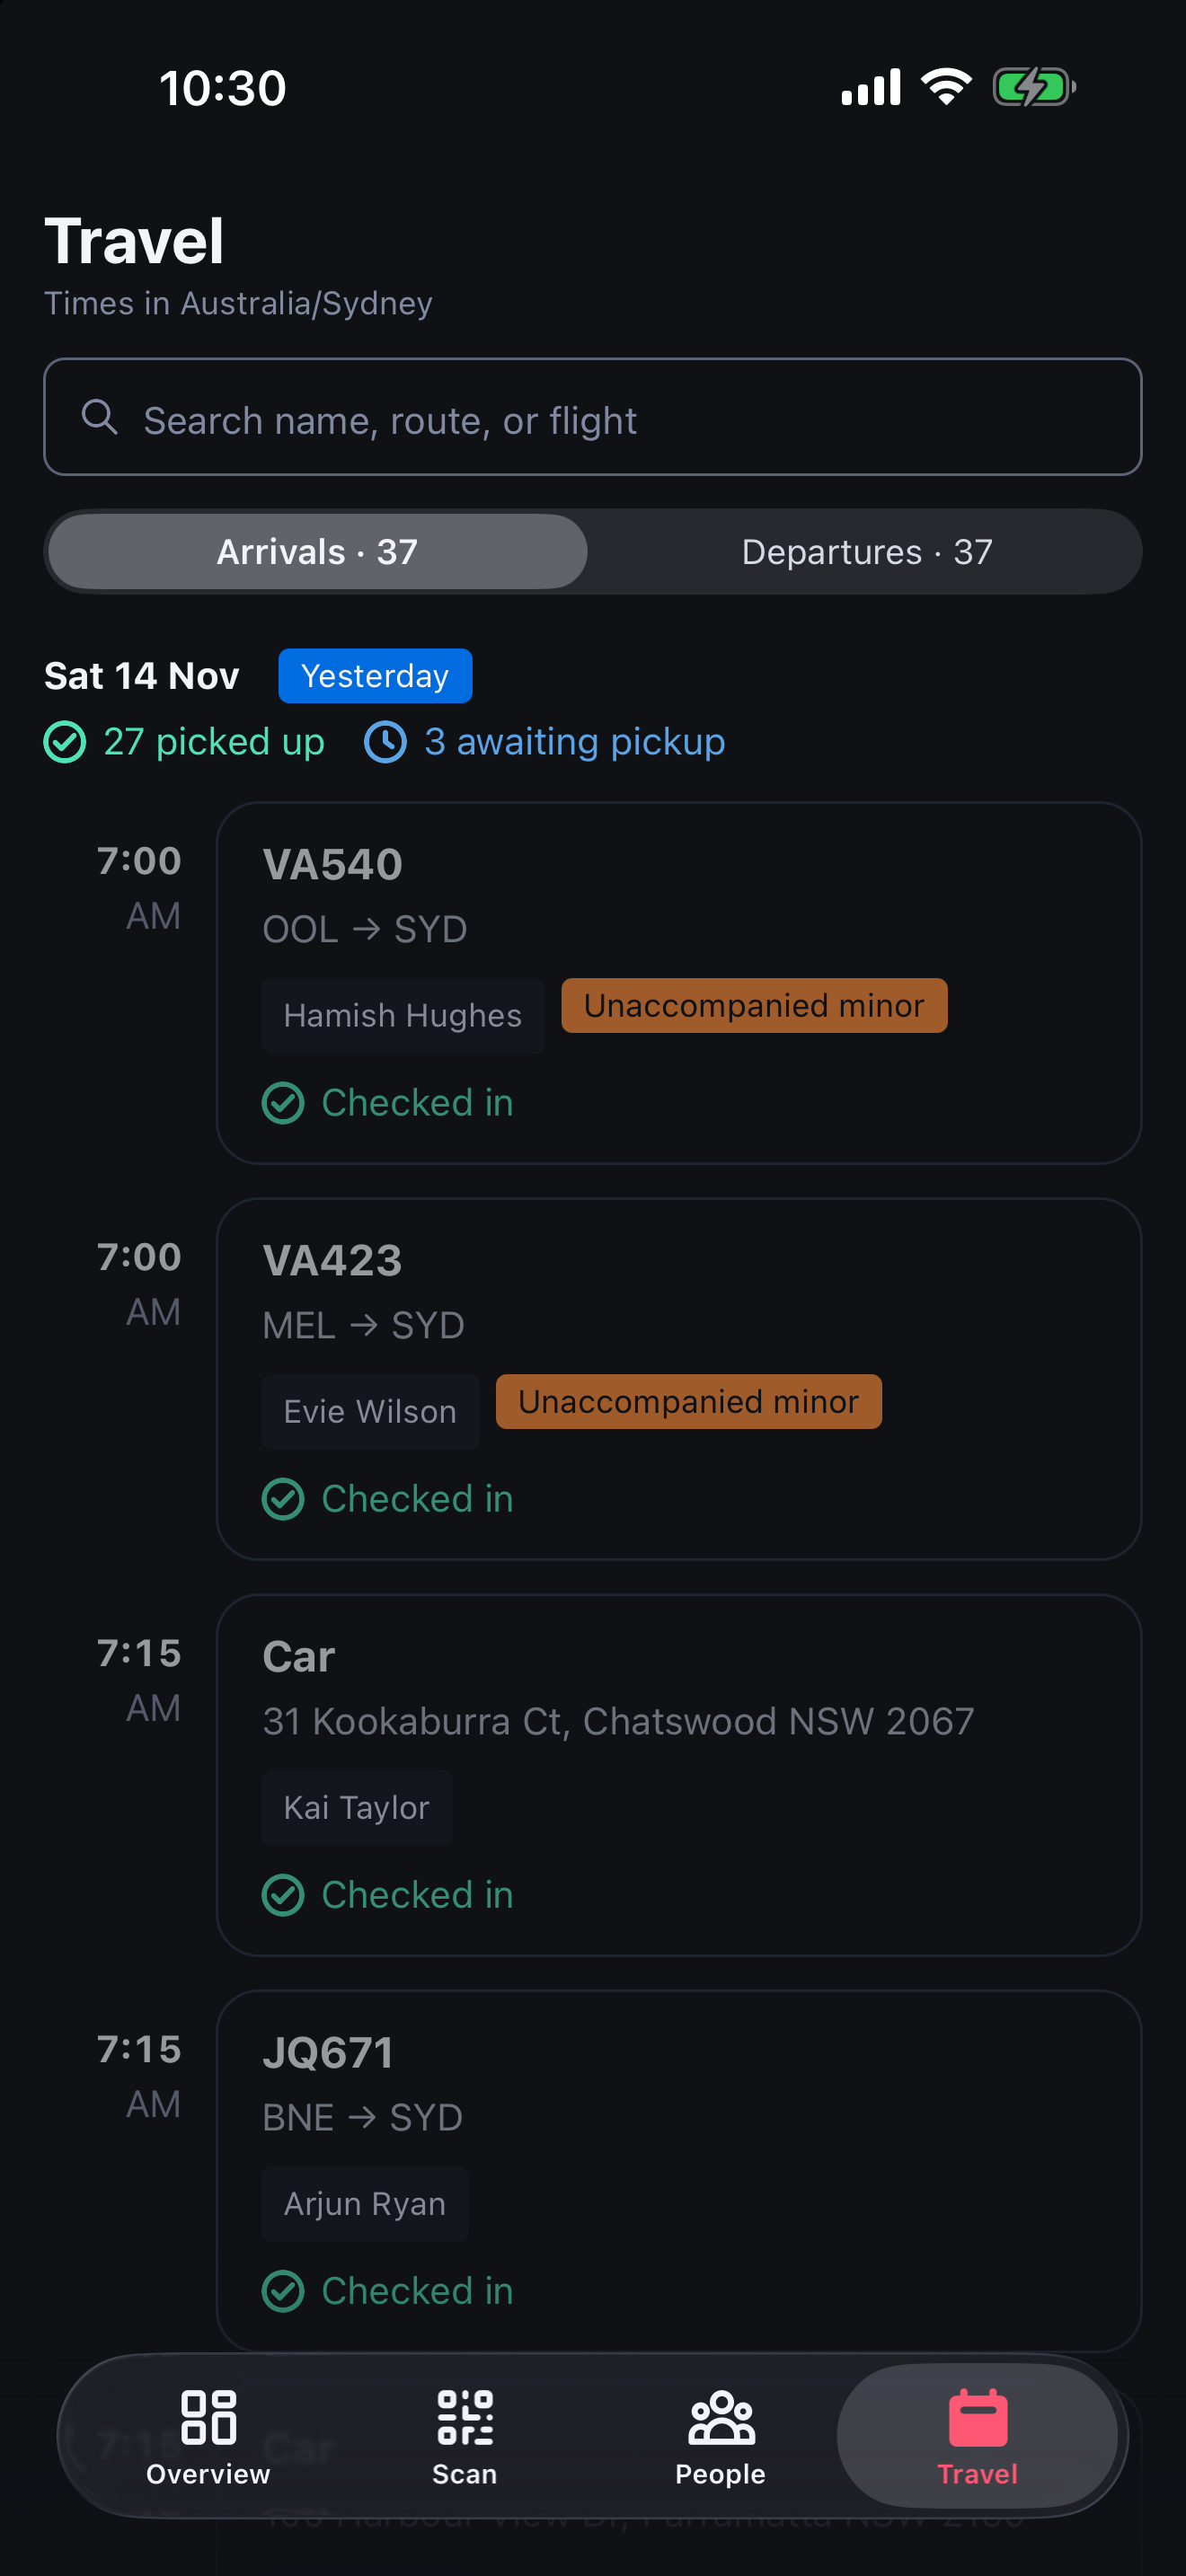 10:30
Travel
Times in Australia/Sydney
Search name, route, or flight
Arrivals · 37
Departures · 37
Sat 14 Nov
Yesterday
27 picked up
3 awaiting pickup
7:00
AM
VA540
OOL → SYD
Hamish Hughes
Unaccompanied minor
Checked in
7:00
AM
VA423
MEL → SYD
Evie Wilson
Unaccompanied minor
Checked in
7:15
AM
Car
31 Kookaburra Ct, Chatswood NSW 2067
Kai Taylor
Checked in
7:15
AM
JQ671
BNE → SYD
Arjun Ryan
Checked in
7:15
Car
Overview
Scan
People
Travel